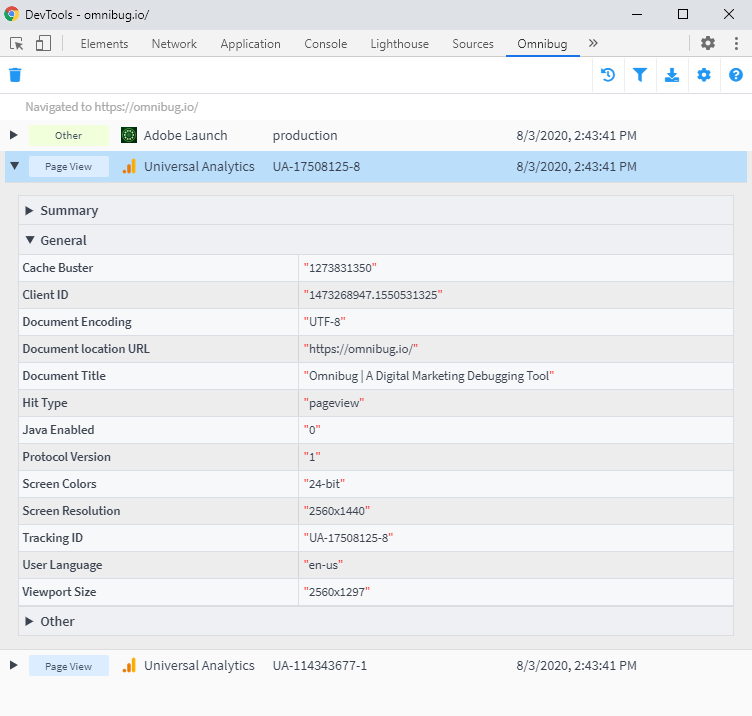 DevTools - omnibug.io/
Elements Network Application Console Lighthouse Sources Omnibug »
Navigated to https://omnibug.io/
Other Adobe Launch production 8/3/2020, 2:43:41 PM
Page View Universal Analytics UA-17508125-8 8/3/2020, 2:43:41 PM
Summary
General
Cache Buster "1273831350"
Client ID "1473268947.1550531325"
Document Encoding "UTF-8"
Document location URL "https://omnibug.io/"
Document Title "Omnibug | A Digital Marketing Debugging Tool"
Hit Type "pageview"
Java Enabled "0"
Protocol Version "1"
Screen Colors "24-bit"
Screen Resolution "2560x1440"
Tracking ID "UA-17508125-8"
User Language "en-us"
Viewport Size "2560x1297"
Other
Page View Universal Analytics UA-114343677-1 8/3/2020, 2:43:41 PM